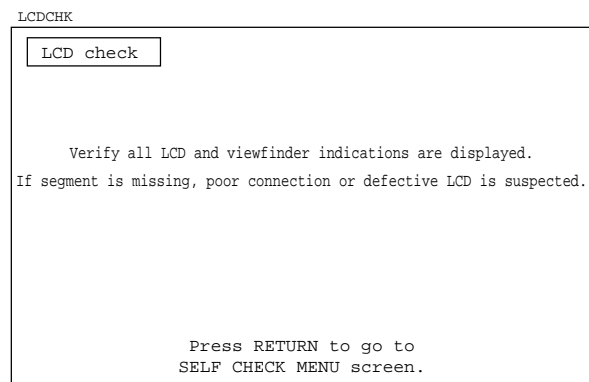 LCDCHK
LCD check
Verify all LCD and viewfinder indications are displayed.
If segment is missing, poor connection or defective LCD is suspected.
Press RETURN to go to
SELF CHECK MENU screen.